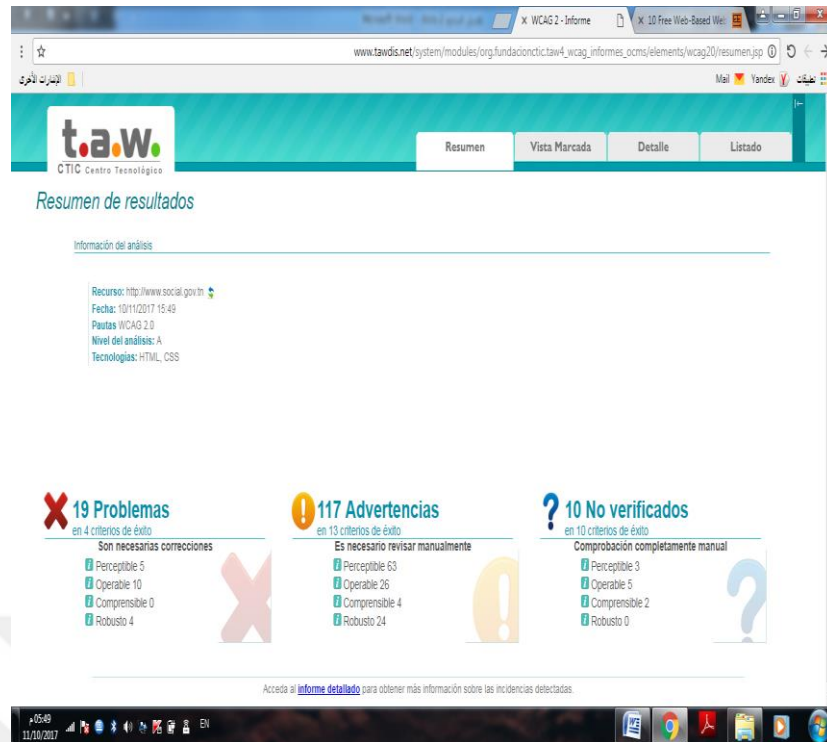 WCAG 2 - Informe
10 Free Web-Based Web
www.tawdis.net/system/modules/org.fundacionctic.taw4_wcag_informes_ocms/elements/wcag20/resumen.jsp
الإشارات الأخرى
Mail Yandex تطبيقات
t.a.w.
CTIC Centro Tecnológico
Resumen Vista Marcada Detalle Listado
Resumen de resultados
Información del análisis
Recurso: http://www.social.gov.tn
Fecha: 10/11/2017 15:49
Pautas WCAG 2.0
Nivel del análisis: A
Tecnologías: HTML, CSS
19 Problemas
en 4 criterios de éxito
Son necesarias correcciones
Perceptible 5
Operable 10
Comprensible 0
Robusto 4
117 Advertencias
en 13 criterios de éxito
Es necesario revisar manualmente
Perceptible 63
Operable 26
Comprensible 4
Robusto 24
10 No verificados
en 10 criterios de éxito
Comprobación completamente manual
Perceptible 3
Operable 5
Comprensible 2
Robusto 0
Acceda al informe detallado para obtener más información sobre las incidencias detectadas.
05:49 م
11/10/2017
EN